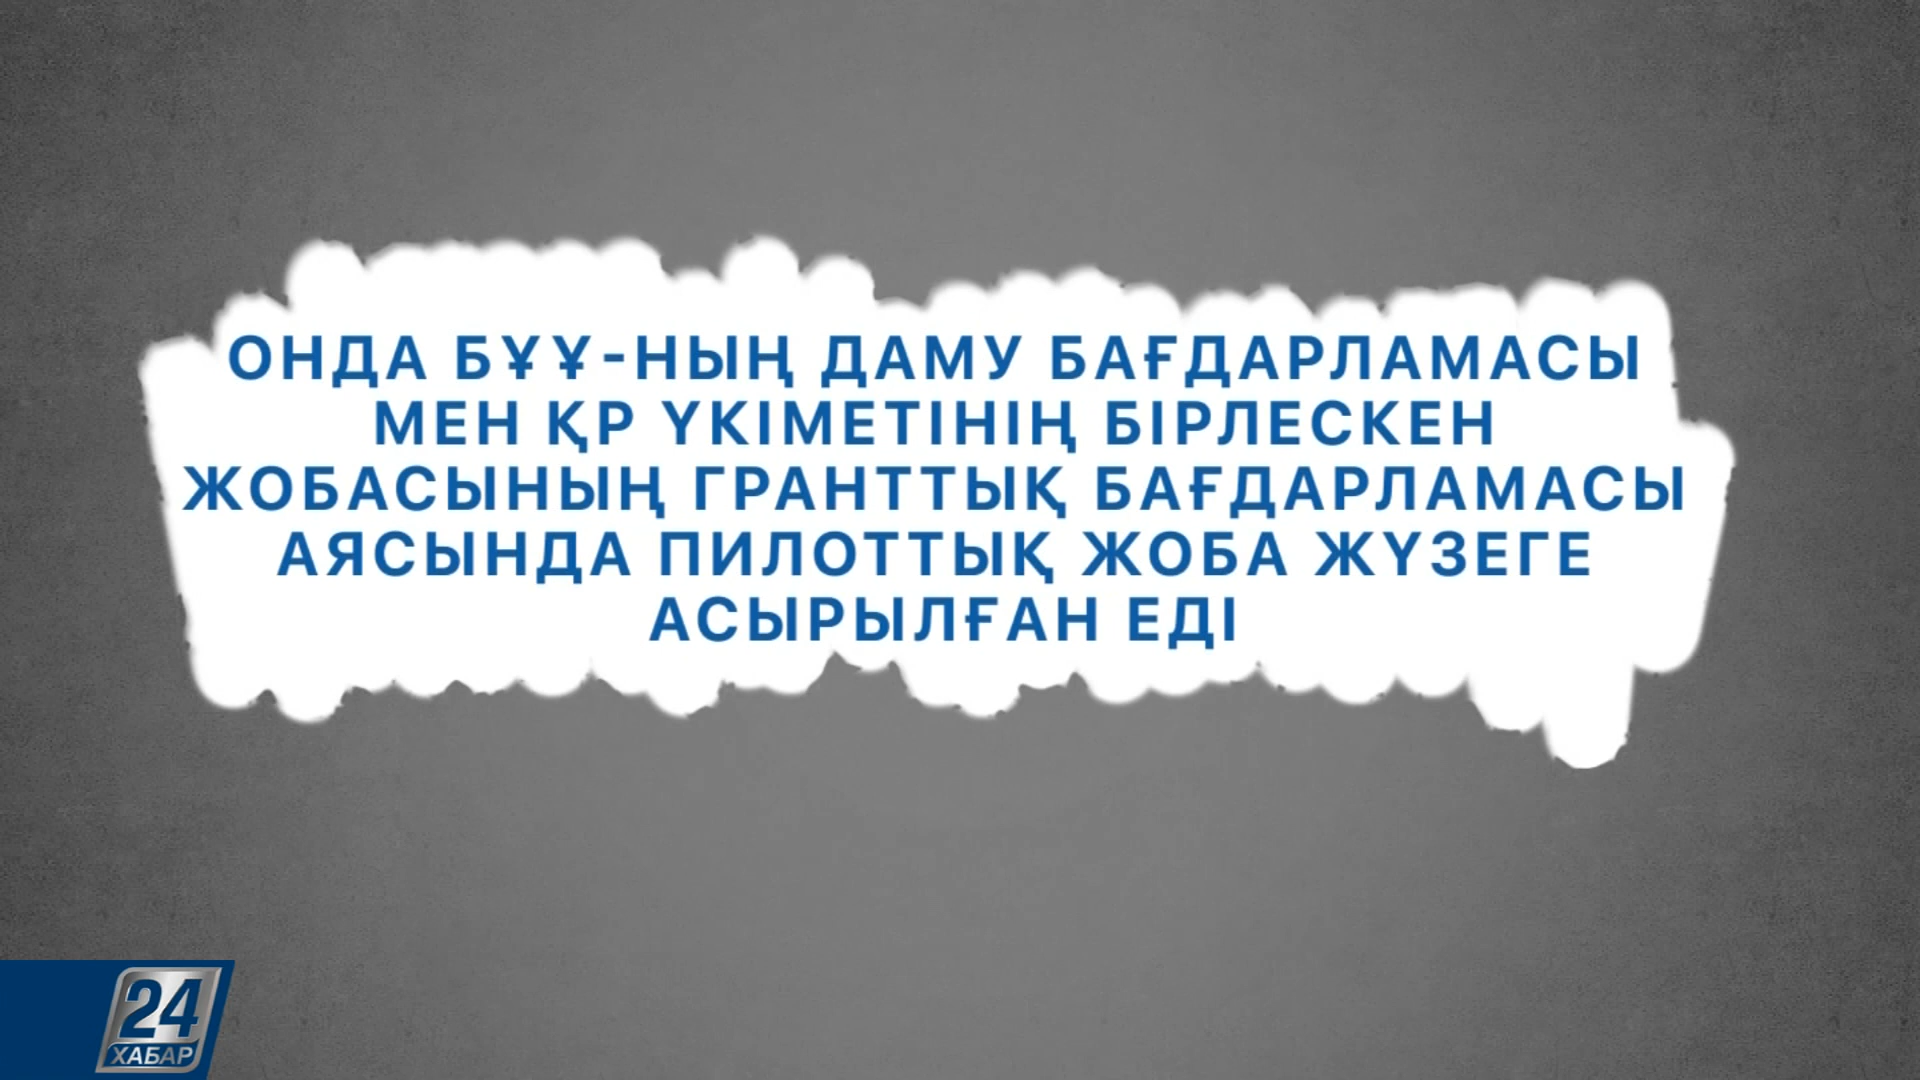 ОНДА БҰҰ-НЫҢ ДАМУ БАҒДАРЛАМАСЫ
МЕН ҚР ҮКІМЕТІНІҢ БІРЛЕСКЕН
ЖОБАСЫНЫҢ ГРАНТТЫҚ БАҒДАРЛАМАСЫ
АЯСЫНДА ПИЛОТТЫҚ ЖОБА ЖҮЗЕГЕ
АСЫРЫЛҒАН ЕДІ
24
ХАБАР